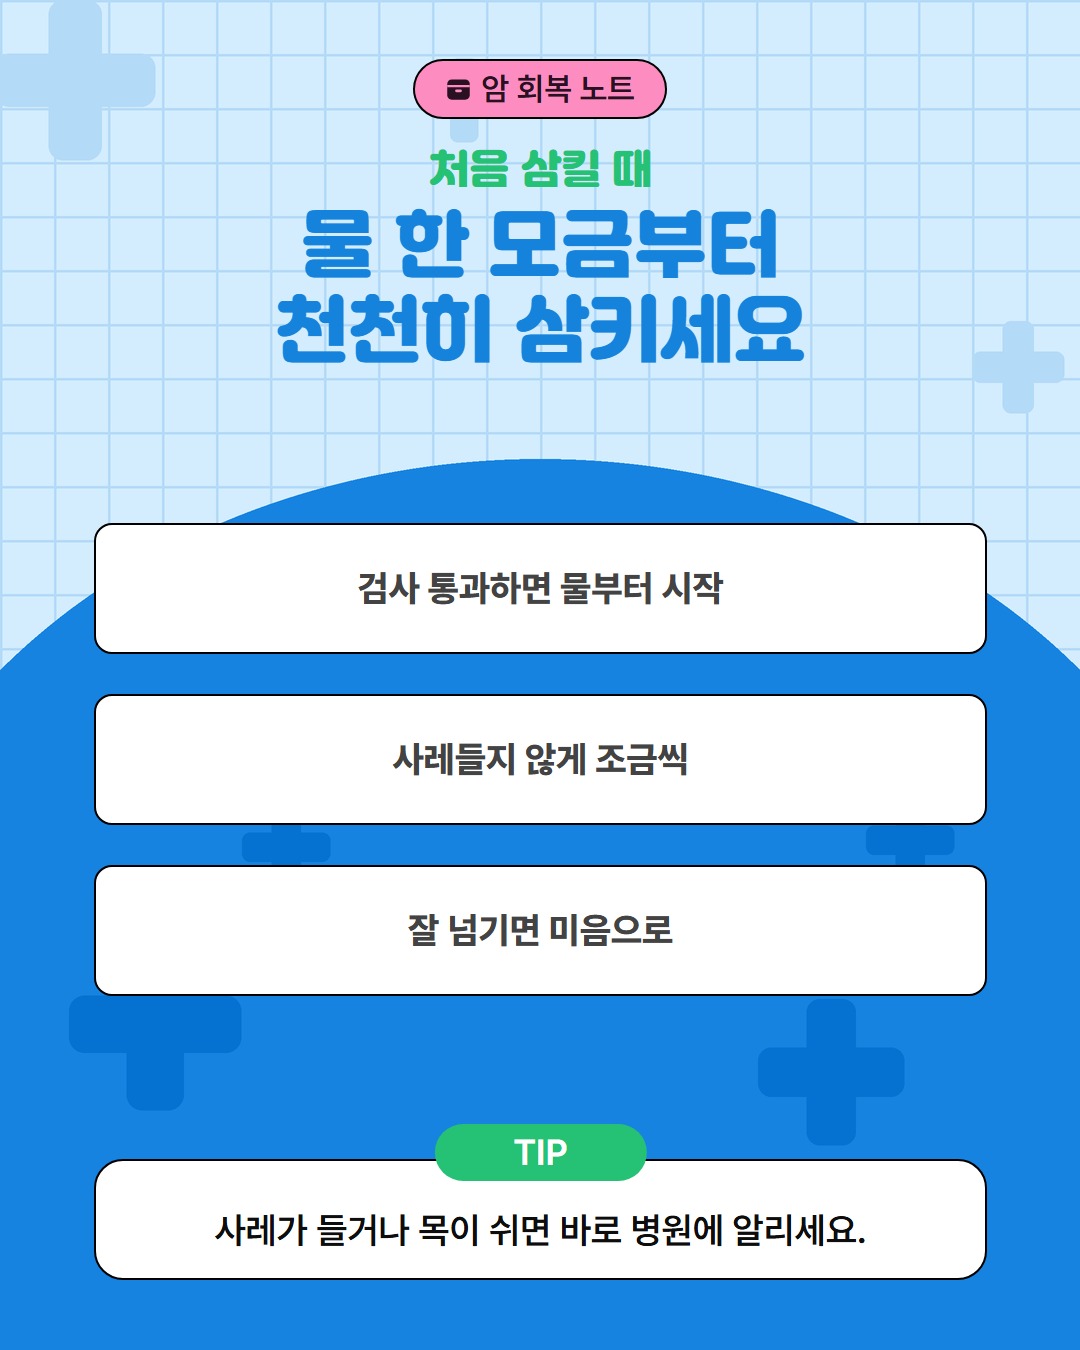 암 회복 노트
처음 삼킬 때
물 한 모금부터
천천히 삼키세요
검사 통과하면 물부터 시작
사레들지 않게 조금씩
잘 넘기면 미음으로
TIP
사레가 들거나 목이 쉬면 바로 병원에 알리세요.